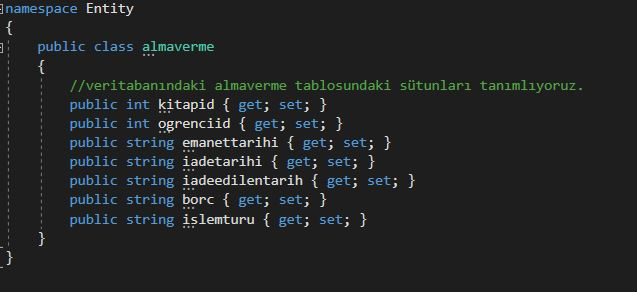 namespace Entity
{
public class almaverme
{
//veritabanındaki almaverme tablosundaki sütunları tanımlıyoruz.
public int kitapid { get; set; }
public int ogrenciid { get; set; }
public string emanettarihi { get; set; }
public string iadetarihi { get; set; }
public string iadeedilentarih { get; set; }
public string borc { get; set; }
public string islemturu { get; set; }
}
}